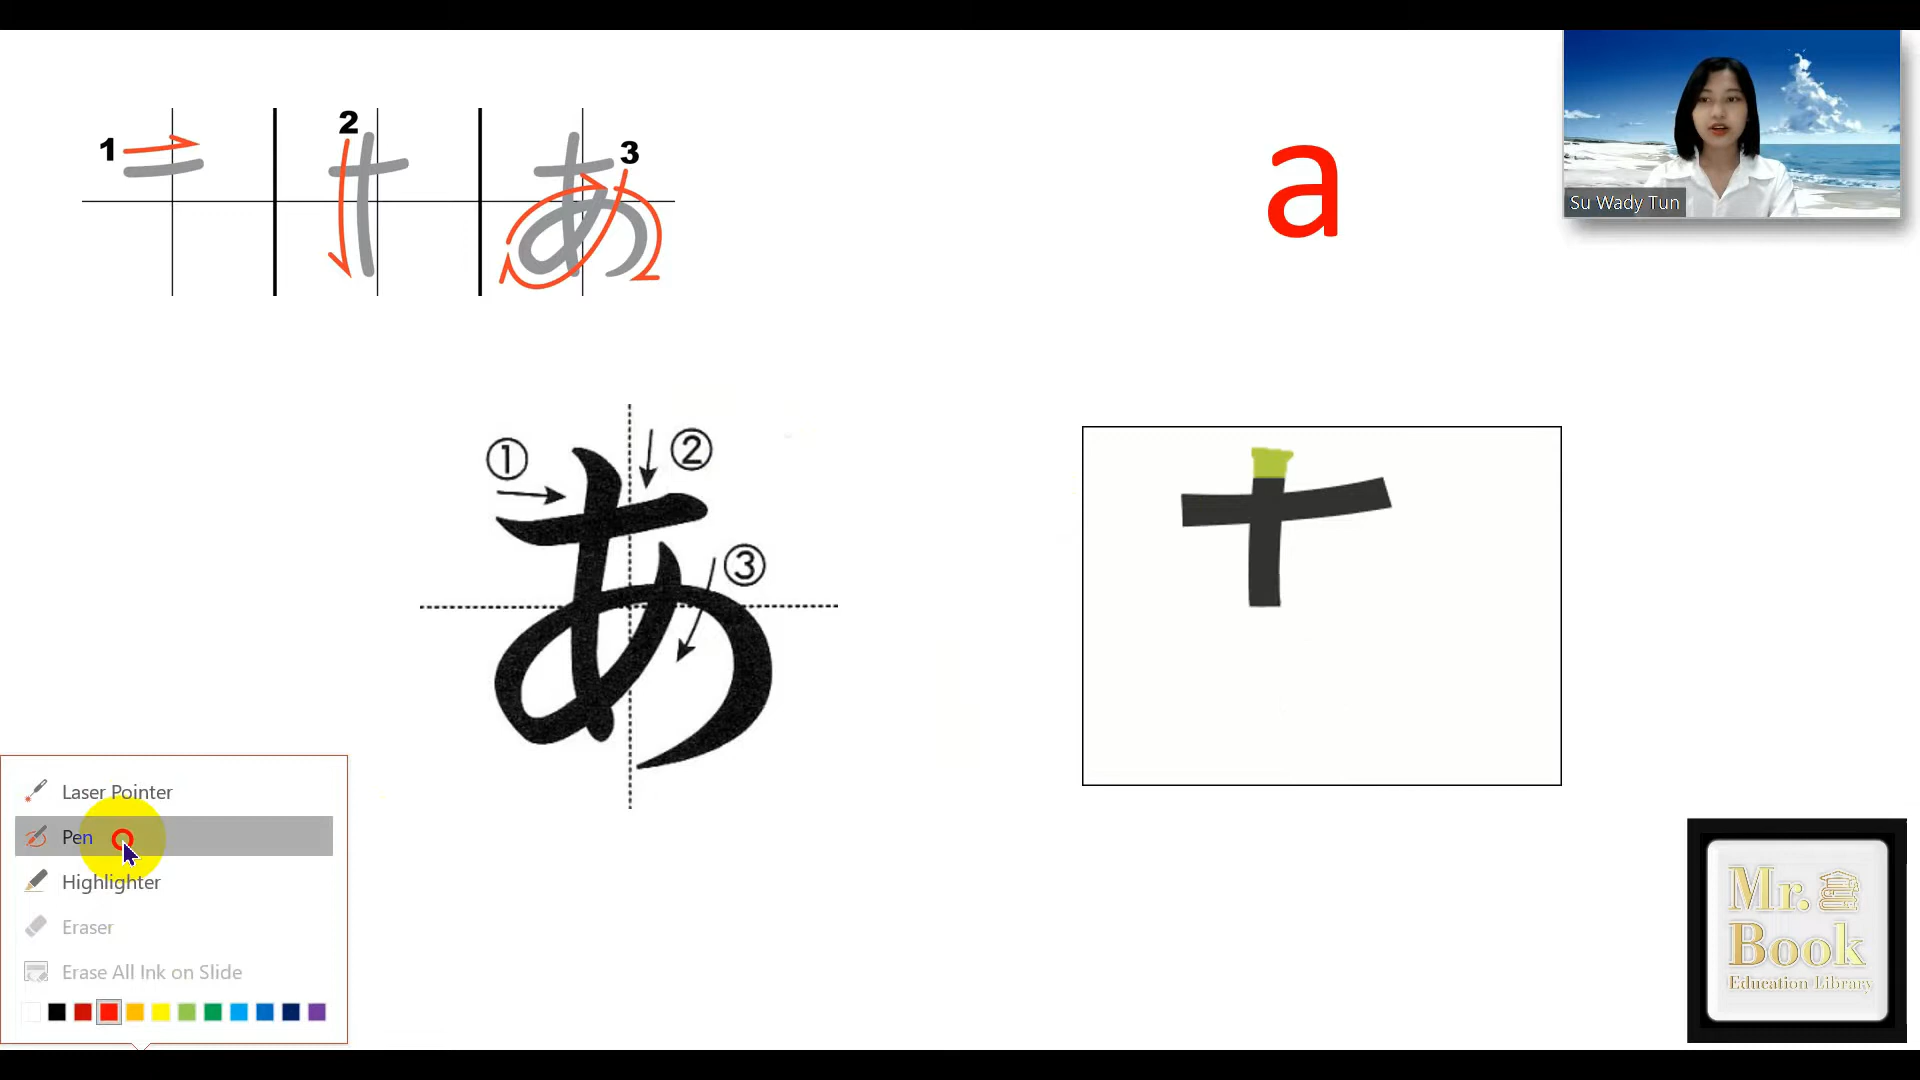 1
2
3
あ
a
Su Wady Tun
①
②
③
あ
Laser Pointer
Pen
Highlighter
Eraser
Erase All Ink on Slide
Mr.
Book
Education Library